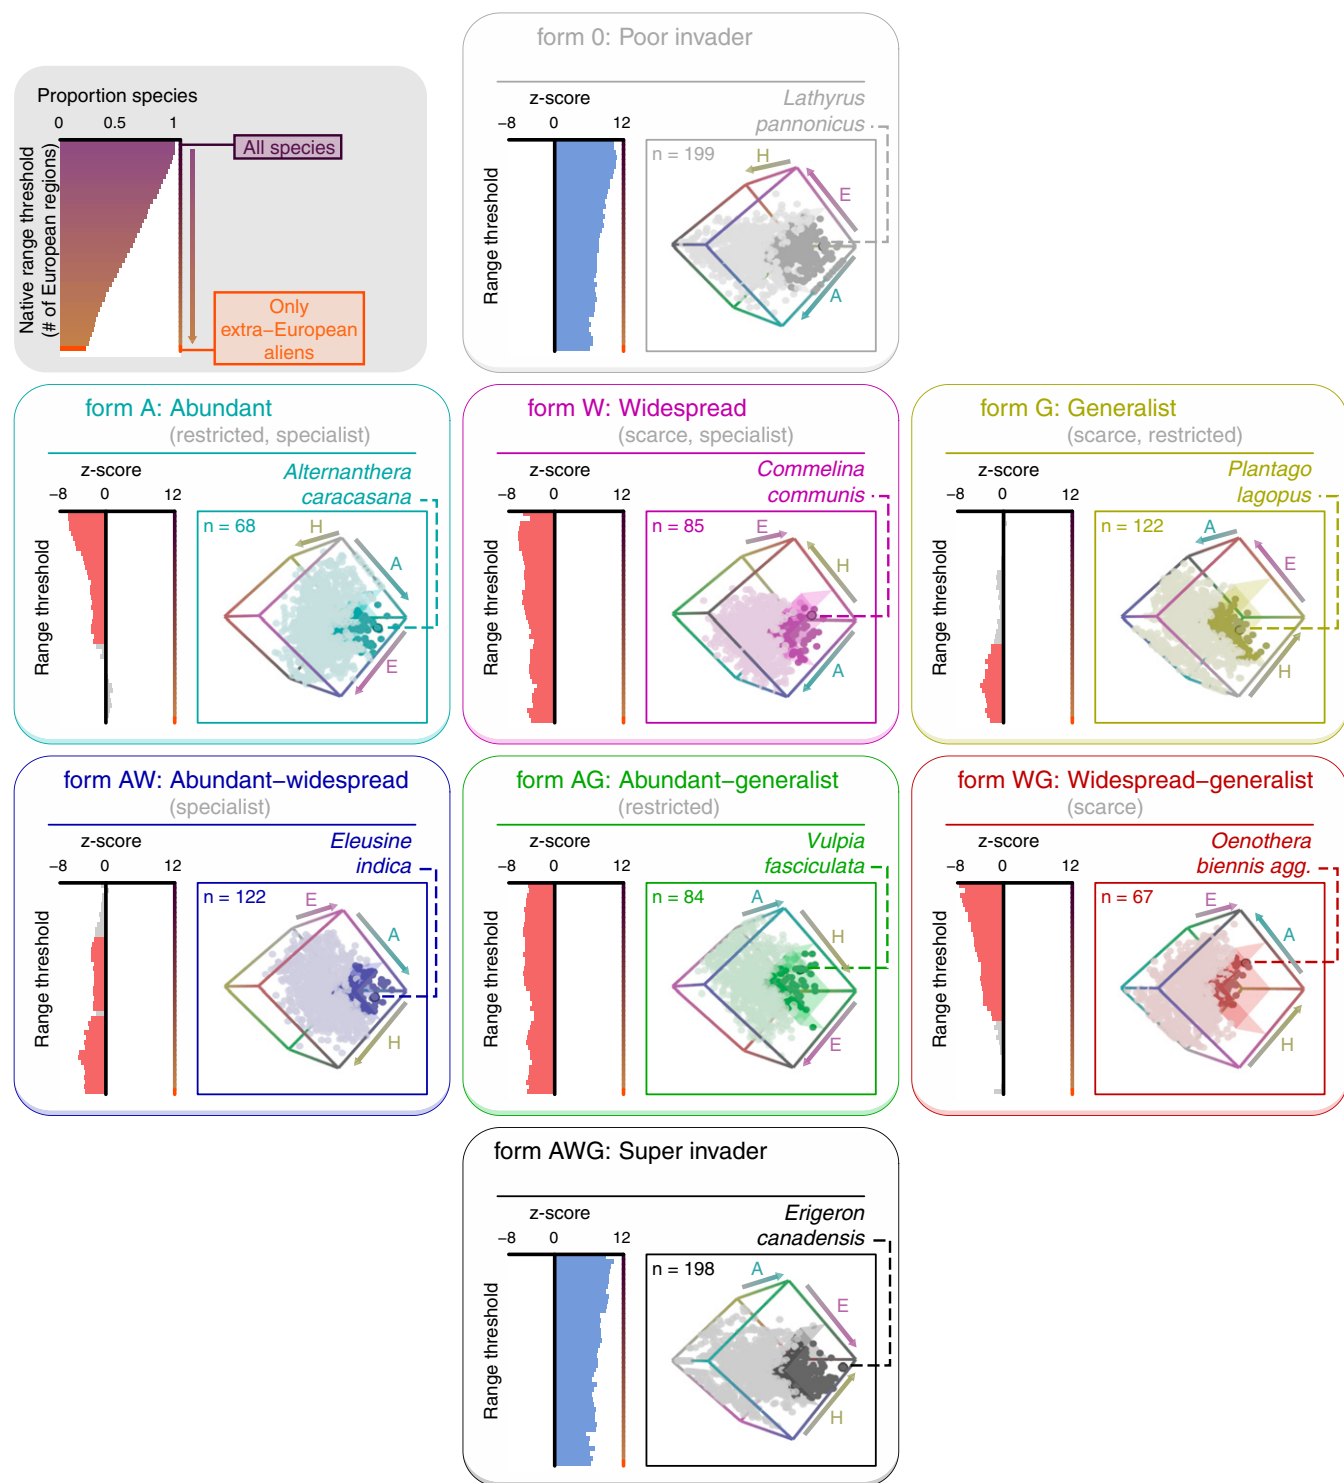 form 0: Poor invader
z-score
-8 0 12
Lathyrus
pannonicus
Range threshold
n = 199
H
E
A
Proportion species
0 0.5 1
Native range threshold
(# of European regions)
All species
Only
extra-European
aliens
form A: Abundant
(restricted, specialist)
z-score
-8 0 12
Alternanthera
caracasana
Range threshold
n = 68
H
A
E
form W: Widespread
(scarce, specialist)
z-score
-8 0 12
Commelina
communis
Range threshold
n = 85
E
H
A
form G: Generalist
(scarce, restricted)
z-score
-8 0 12
Plantago
lagopus
Range threshold
n = 122
A
E
H
form AW: Abundant-widespread
(specialist)
z-score
-8 0 12
Eleusine
indica
Range threshold
n = 122
E
A
H
form AG: Abundant-generalist
(restricted)
z-score
-8 0 12
Vulpia
fasciculata
Range threshold
n = 84
A
H
E
form WG: Widespread-generalist
(scarce)
z-score
-8 0 12
Oenothera
biennis agg.
Range threshold
n = 67
E
A
H
form AWG: Super invader
z-score
-8 0 12
Erigeron
canadensis
Range threshold
n = 198
A
E
H